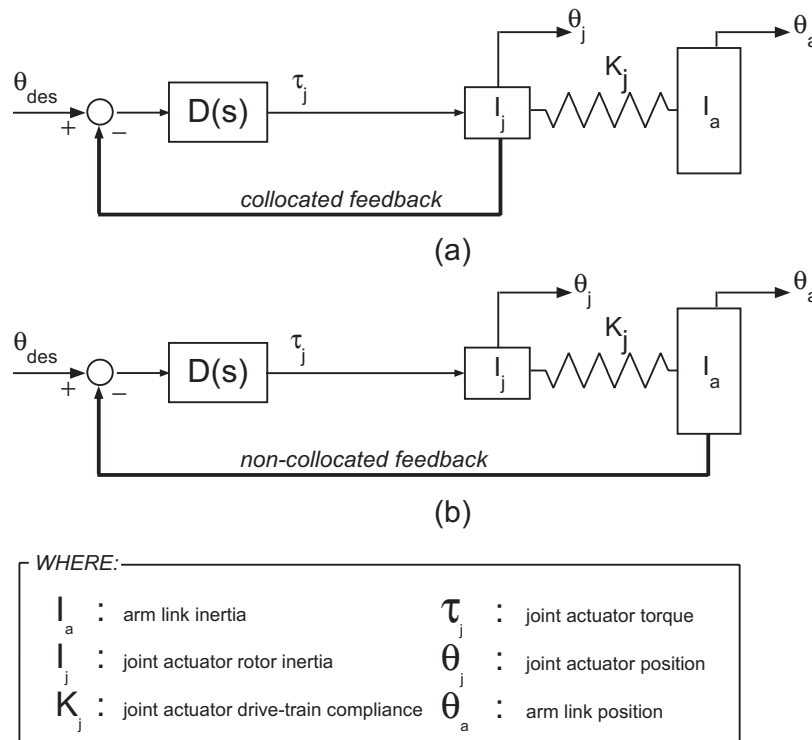 θdes + − D(s) τj Ij θj Kj Ia θa
collocated feedback
(a)
θdes + − D(s) τj Ij θj Kj Ia θa
non-collocated feedback
(b)
WHERE:
Ia : arm link inertia τj : joint actuator torque
Ij : joint actuator rotor inertia θj : joint actuator position
Kj : joint actuator drive-train compliance θa : arm link position